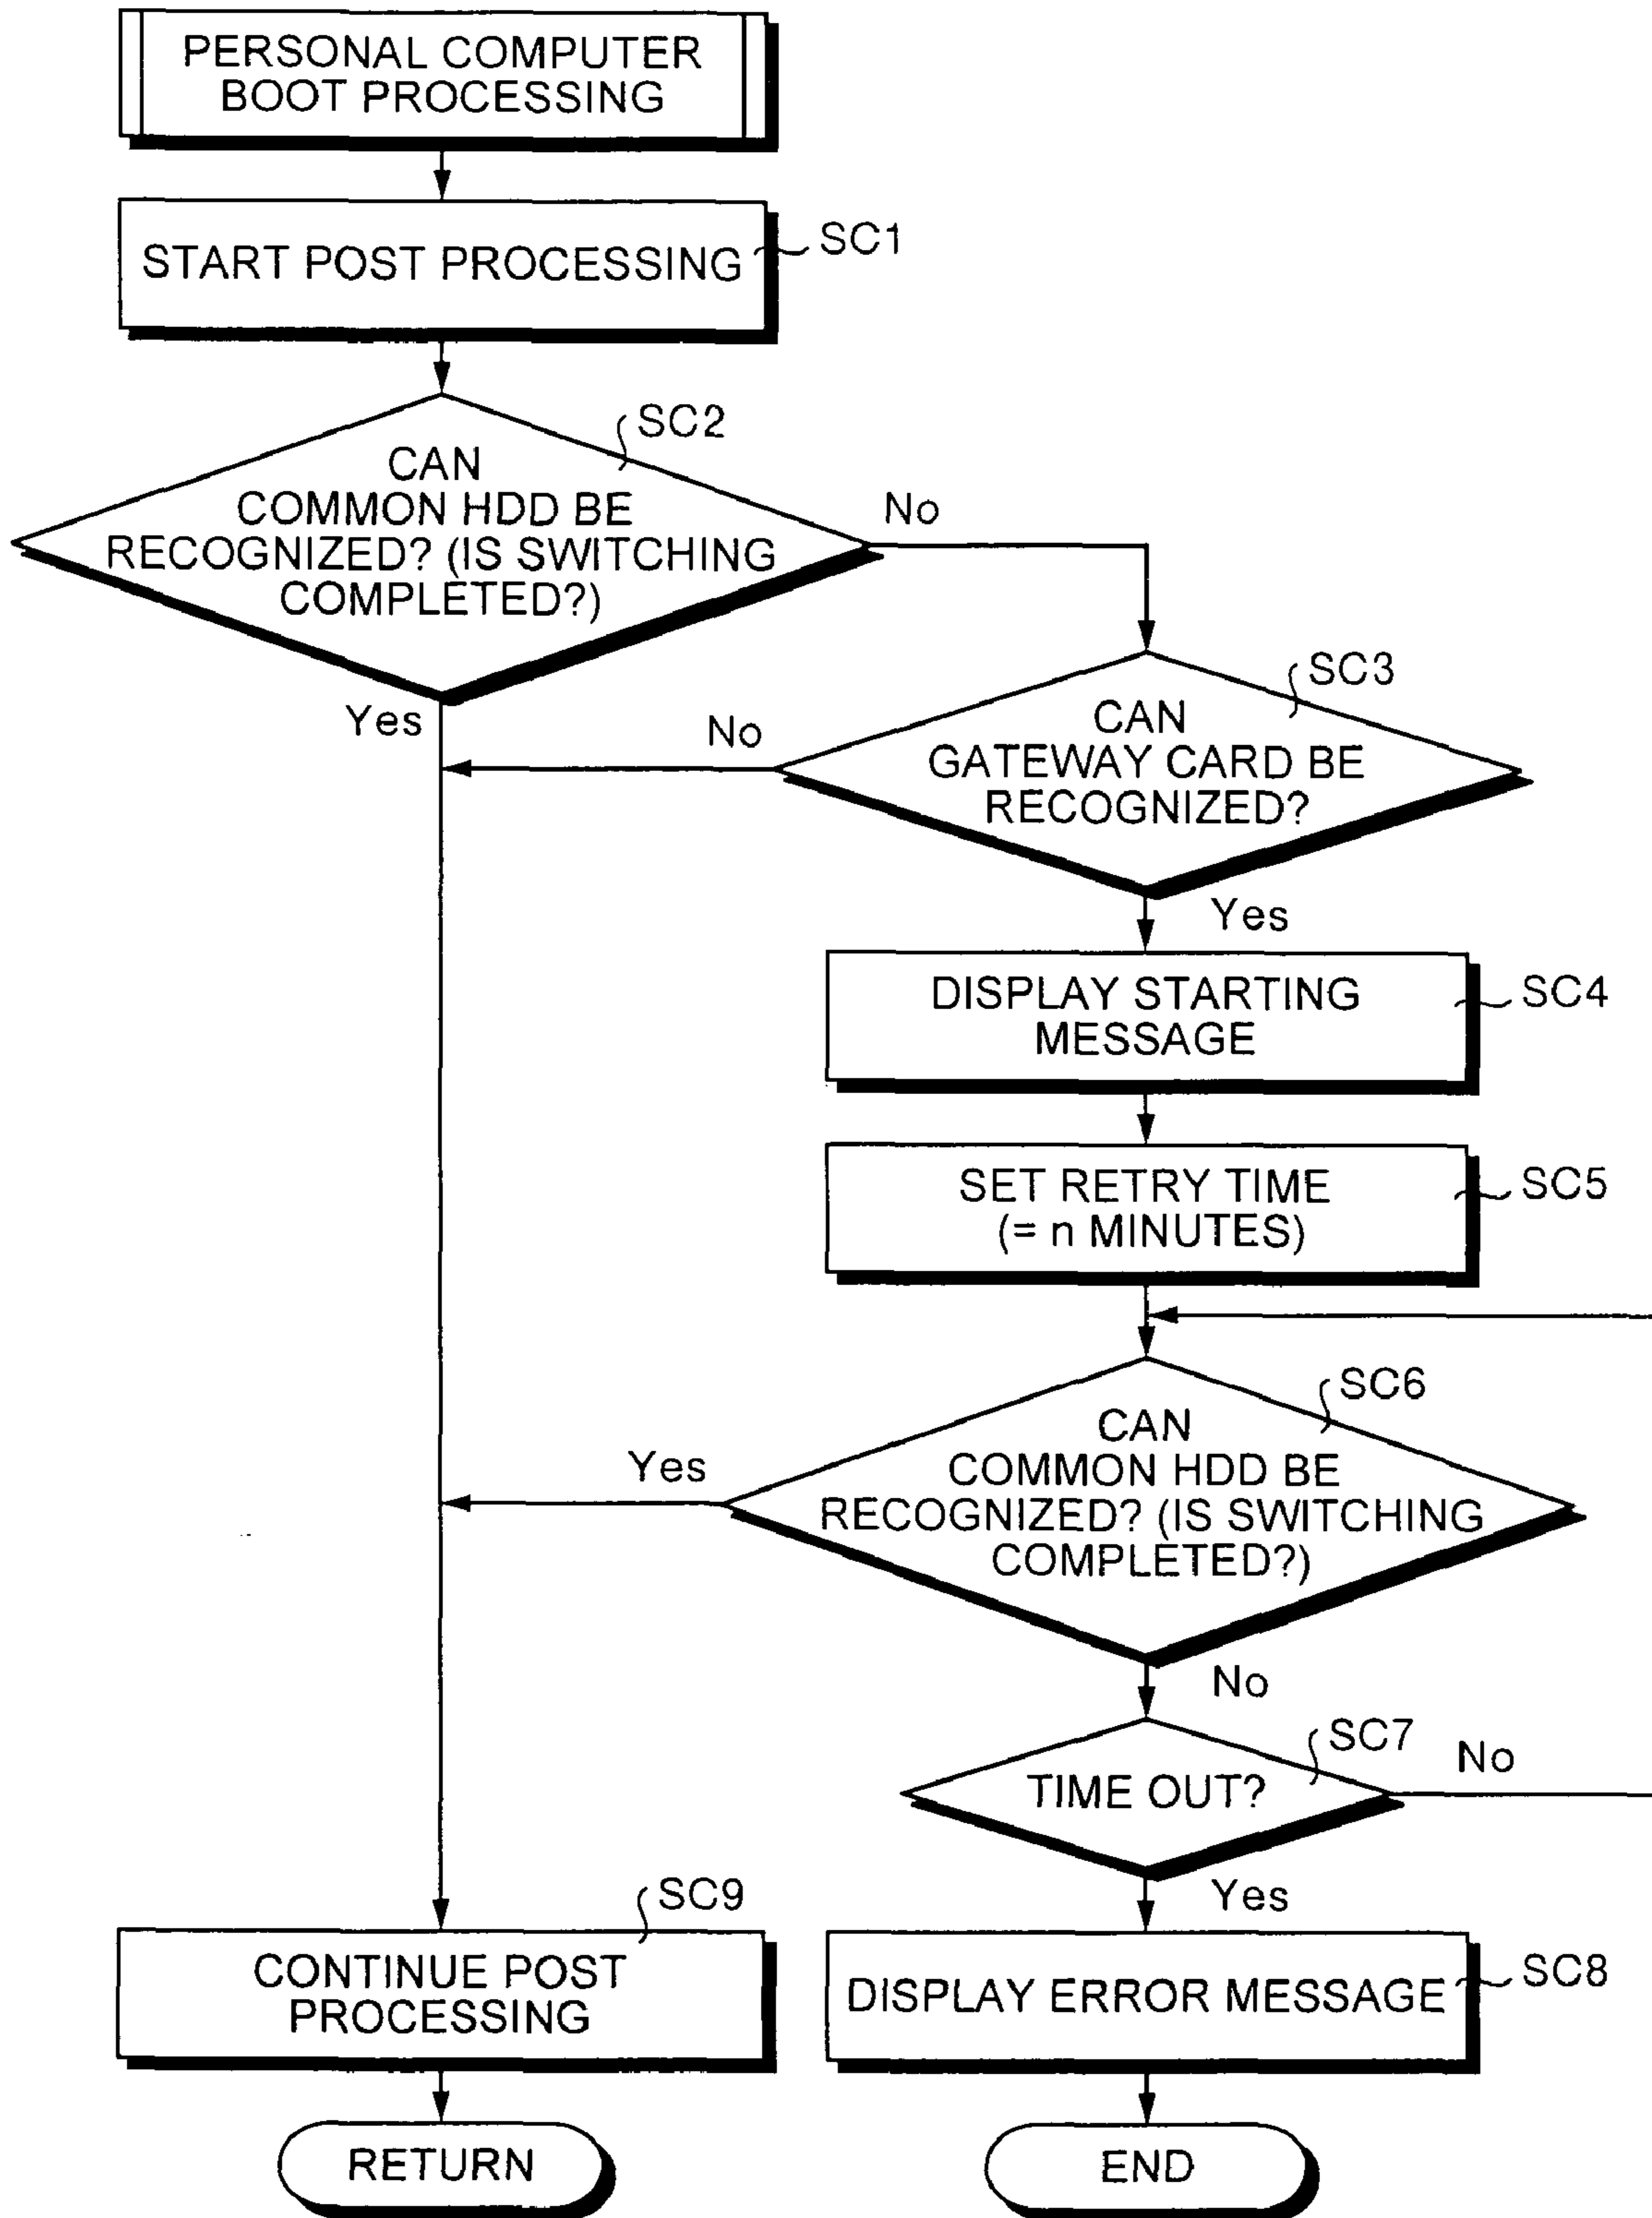 PERSONAL COMPUTER
BOOT PROCESSING
START POST PROCESSING
SC1
SC2
CAN
COMMON HDD BE
RECOGNIZED? (IS SWITCHING
COMPLETED?)
No
Yes
SC3
No
CAN
GATEWAY CARD BE
RECOGNIZED?
Yes
DISPLAY STARTING
MESSAGE
SC4
SET RETRY TIME
(= n MINUTES)
SC5
SC6
Yes
CAN
COMMON HDD BE
RECOGNIZED? (IS SWITCHING
COMPLETED?)
No
SC7
TIME OUT?
No
Yes
SC9
CONTINUE POST
PROCESSING
DISPLAY ERROR MESSAGE
SC8
RETURN
END